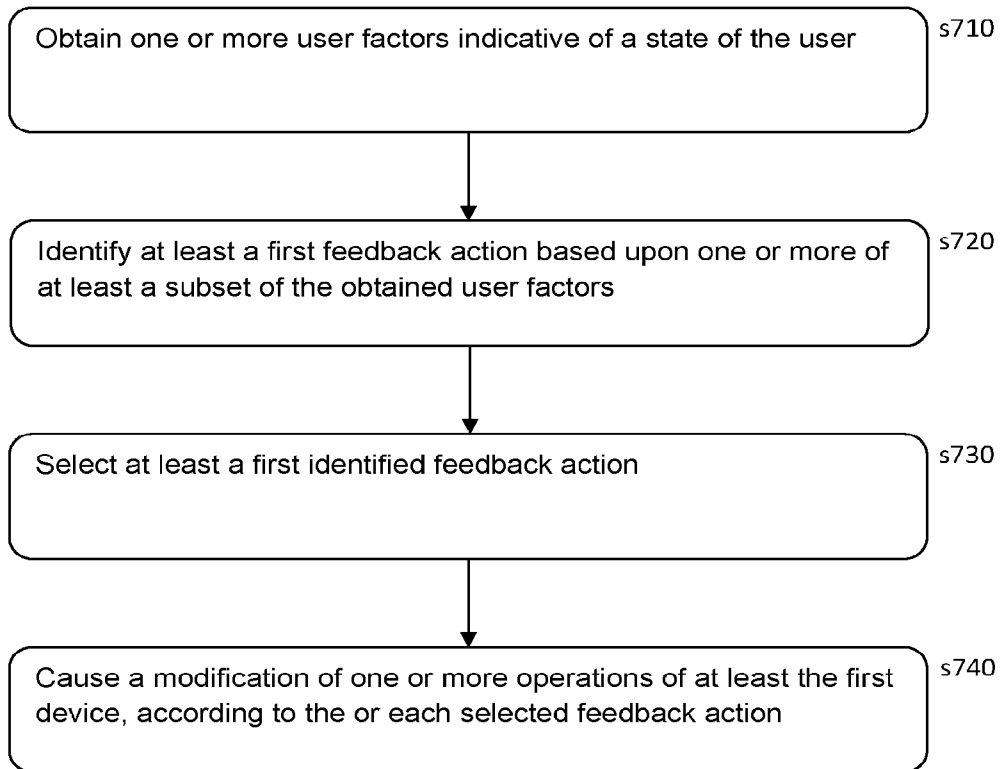 Obtain one or more user factors indicative of a state of the user
s710
Identify at least a first feedback action based upon one or more of
at least a subset of the obtained user factors
s720
Select at least a first identified feedback action
s730
Cause a modification of one or more operations of at least the first
device, according to the or each selected feedback action
s740